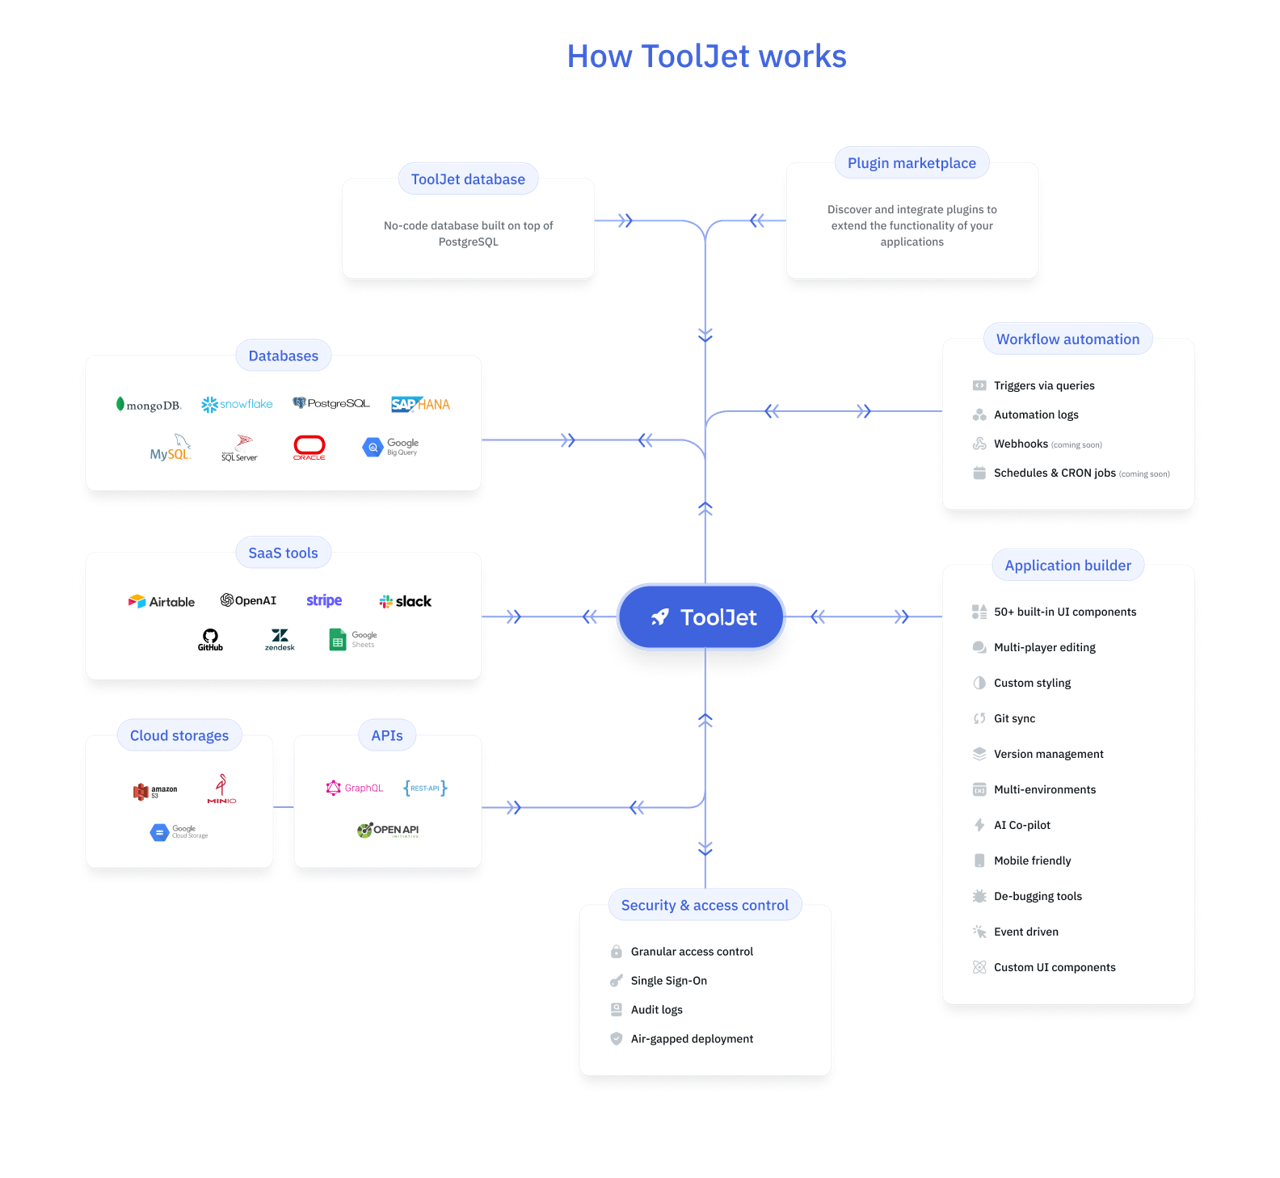 How ToolJet works
ToolJet database
No-code database built on top of
PostgreSQL
Plugin marketplace
Discover and integrate plugins to
extend the functionality of your
applications
Databases
mongoDB.
snowflake
PostgreSQL
SAP HANA
MySQL
SQL Server
ORACLE
Google
Big Query
Workflow automation
Triggers via queries
Automation logs
Webhooks (coming soon)
Schedules & CRON jobs (coming soon)
SaaS tools
Airtable
OpenAI
stripe
slack
GitHub
zendesk
Google
Sheets
ToolJet
Application builder
50+ built-in UI components
Multi-player editing
Custom styling
Git sync
Version management
Multi-environments
AI Co-pilot
Mobile friendly
De-bugging tools
Event driven
Custom UI components
Cloud storages
amazon
S3
MINIO
Google
Cloud Storage
APIs
GraphQL
{REST-API}
OPEN API
INITIATIVE
Security & access control
Granular access control
Single Sign-On
Audit logs
Air-gapped deployment